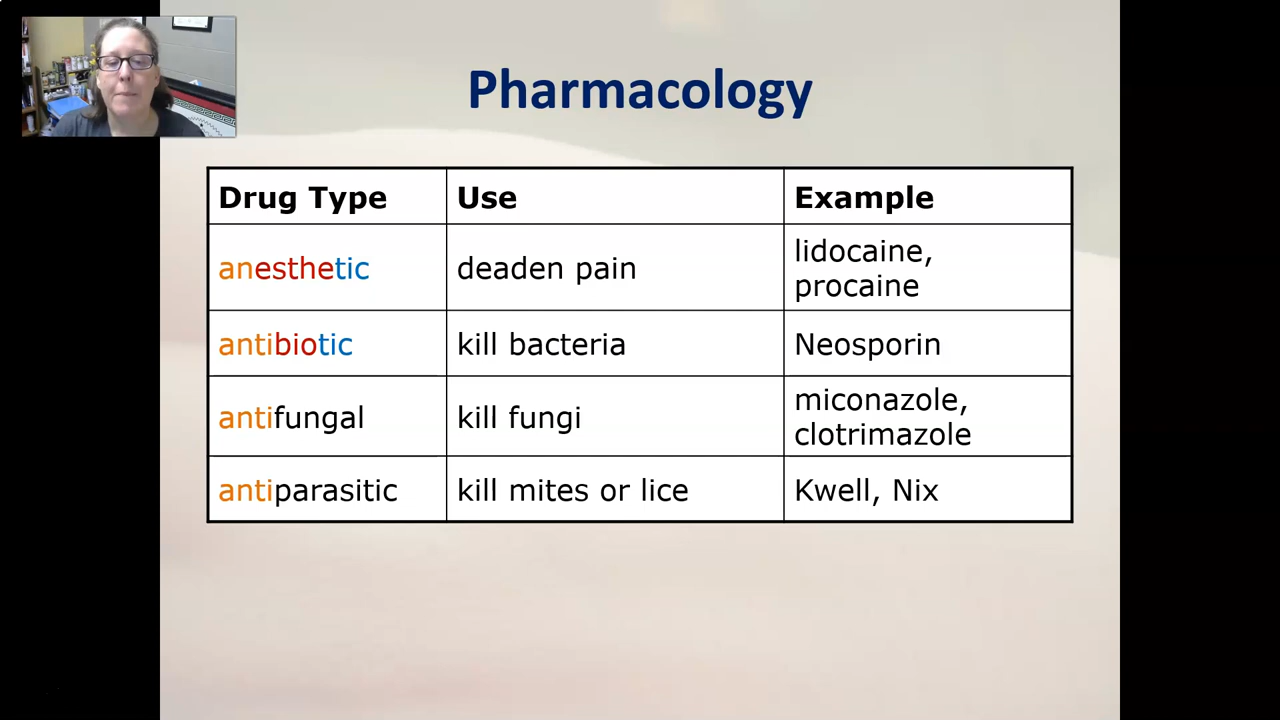 Pharmacology
Drug Type Use Example
anesthetic deaden pain lidocaine,
procaine
antibiotic kill bacteria Neosporin
antifungal kill fungi miconazole,
clotrimazole
antiparasitic kill mites or lice Kwell, Nix